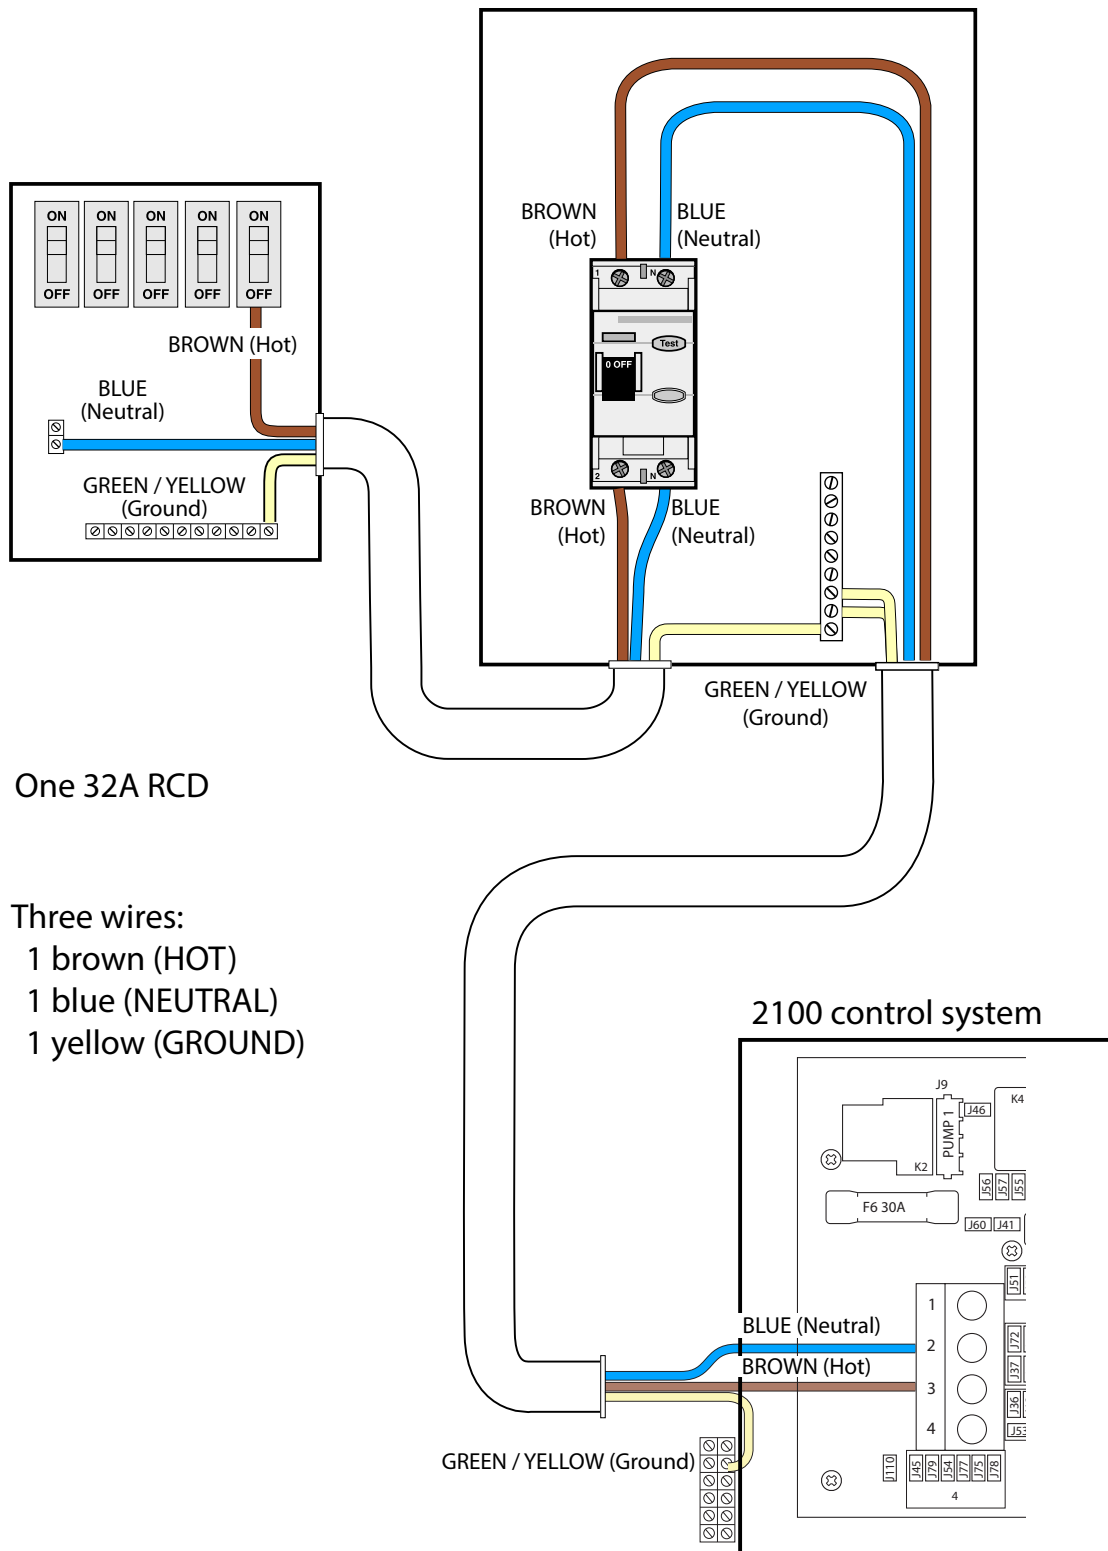 ON ON ON ON ON
OFF OFF OFF OFF OFF
BROWN (Hot)
BLUE
(Neutral)
GREEN / YELLOW
(Ground)
BROWN
(Hot)
BLUE
(Neutral)
1 N
Test
0 OFF
2 N
BROWN
(Hot)
BLUE
(Neutral)
GREEN / YELLOW
(Ground)
One 32A RCD
Three wires:
1 brown (HOT)
1 blue (NEUTRAL)
1 yellow (GROUND)
2100 control system
J9
K4
J46
PUMP 1
K2
J56
J57
J55
F6 30A
J60
J41
J51
1
BLUE (Neutral)
2
J72
BROWN (Hot)
J37
3
J36
4
J53
GREEN / YELLOW (Ground)
J110
J45
J79
J54
J77
J75
J78
4